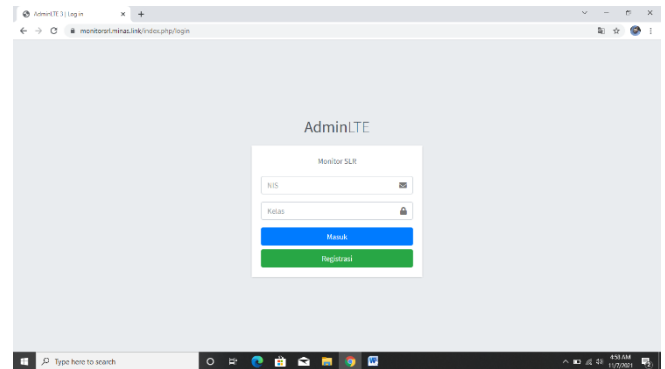 AdminLTE 3 | Log in
monitorsrl.minas.link/index.php/login
AdminLTE
Monitor SLR
NIS
Kelas
Masuk
Registrasi
Type here to search
4:50 AM
11/7/2021